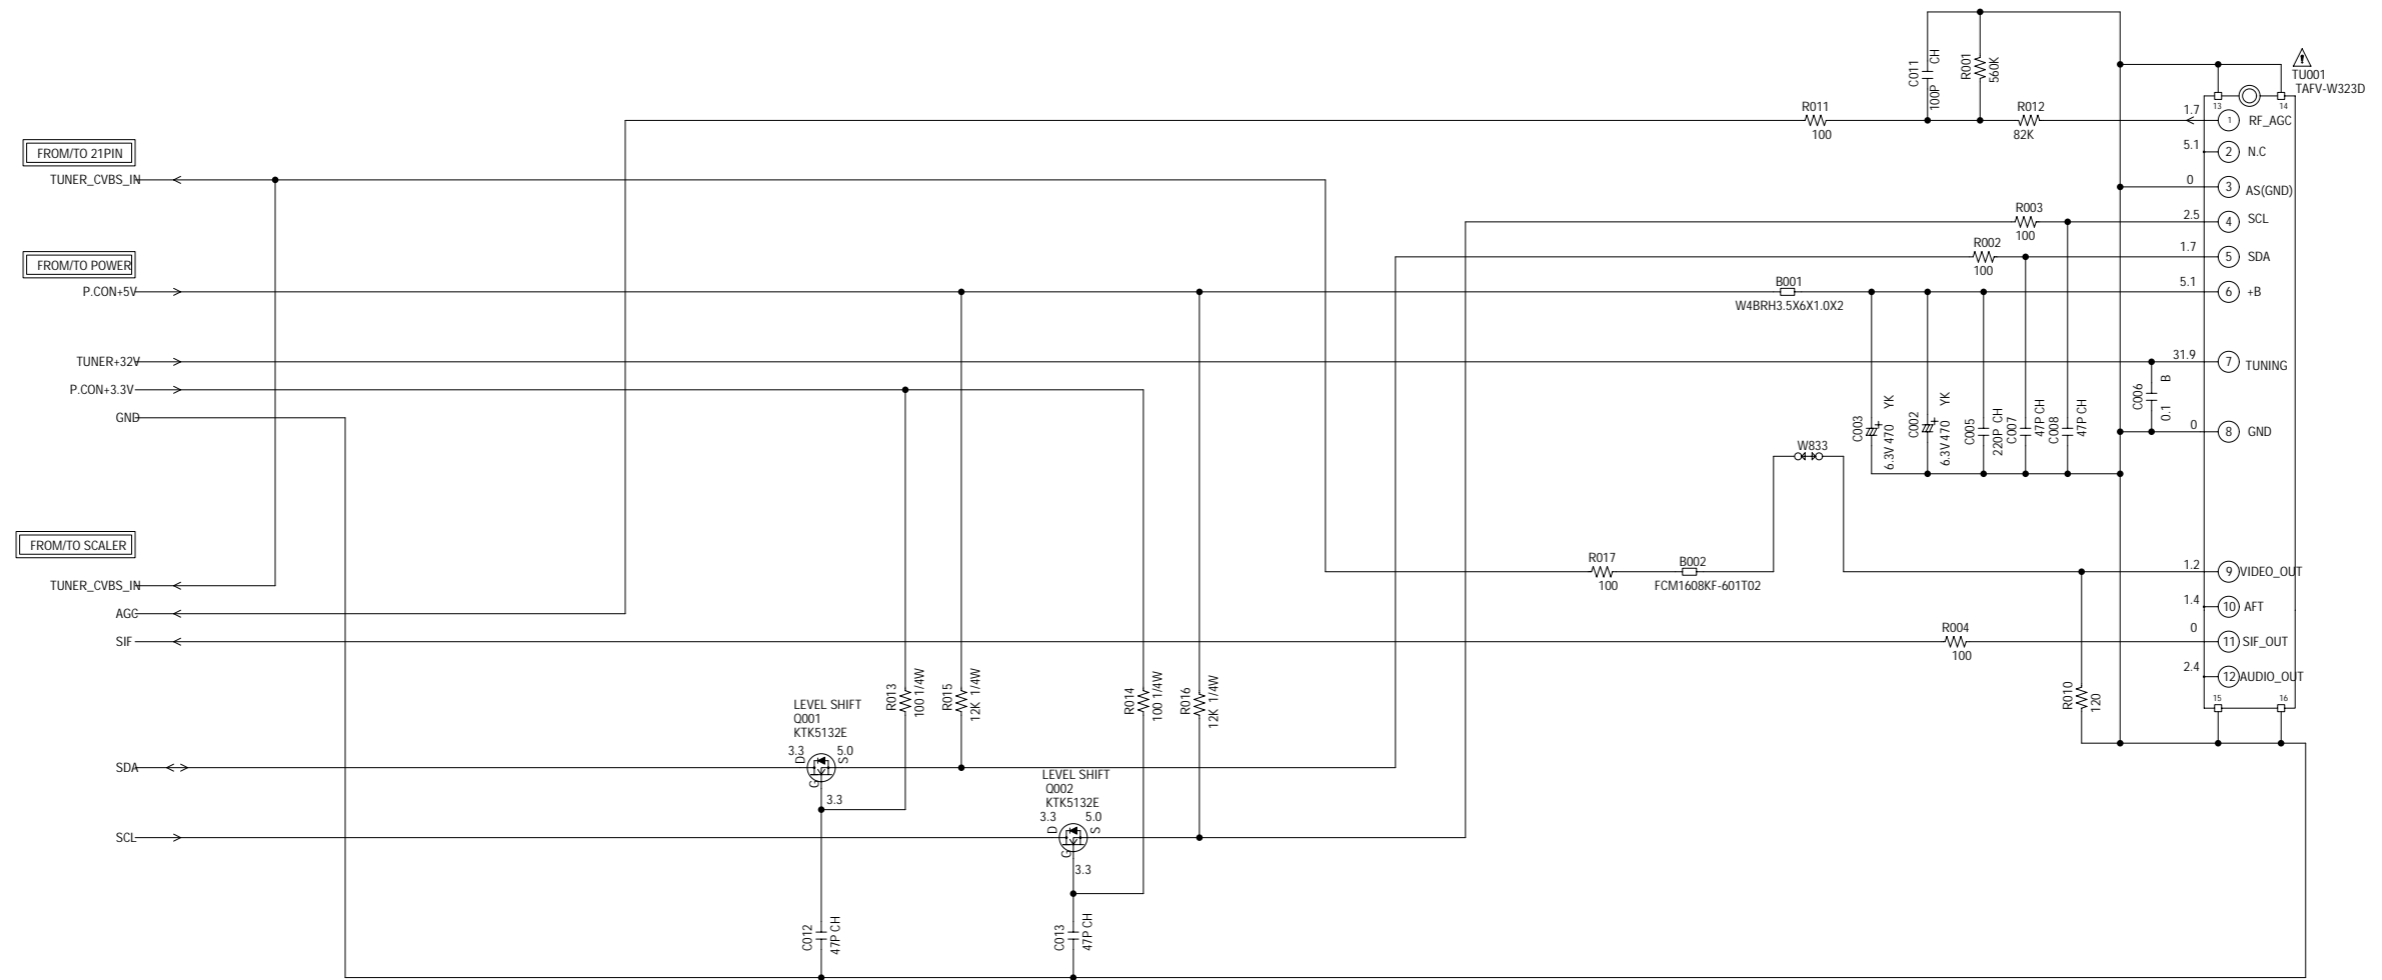 FROM/TO 21PIN
TUNER_CVBS_IN
FROM/TO POWER
P.CON+5V
TUNER+32V
P.CON+3.3V
GND
FROM/TO SCALER
TUNER_CVBS_IN
AGC
SIF
SDA
SCL
LEVEL SHIFT
Q001
KTK5132E
3.3
D
5.0
S
G
3.3
C012
47P CH
R013
100 1/4W
R015
12K 1/4W
LEVEL SHIFT
Q002
KTK5132E
3.3
D
5.0
S
G
3.3
C013
47P CH
R014
100 1/4W
R016
12K 1/4W
R017
100
B002
FCM1608KF-601T02
W833
B001
W4BRH3.5X6X1.0X2
R011
100
C011
100P CH
R001
560K
R012
82K
R003
100
R002
100
C003
6.3V 470 YK
C002
6.3V 470 YK
C005
220P CH
C007
47P CH
C008
47P CH
C006
0.1 B
R004
100
R010
120
TU001
TAFV-W323D
13
14
1.7
1
RF_AGC
5.1
2
N.C
0
3
AS(GND)
2.5
4
SCL
1.7
5
SDA
5.1
6
+B
31.9
7
TUNING
0
8
GND
1.2
9
VIDEO_OUT
1.4
10
AFT
0
11
SIF_OUT
2.4
12
AUDIO_OUT
15
16